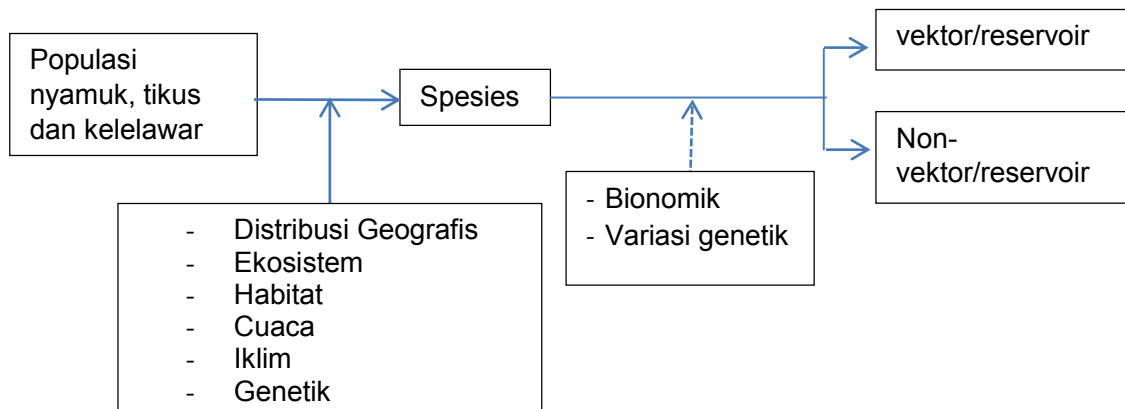 Populasi
nyamuk, tikus
dan kelelawar
Spesies
vektor/reservoir
Non-
vektor/reservoir
- Distribusi Geografis
- Ekosistem
- Habitat
- Cuaca
- Iklim
- Genetik
- Bionomik
- Variasi genetik